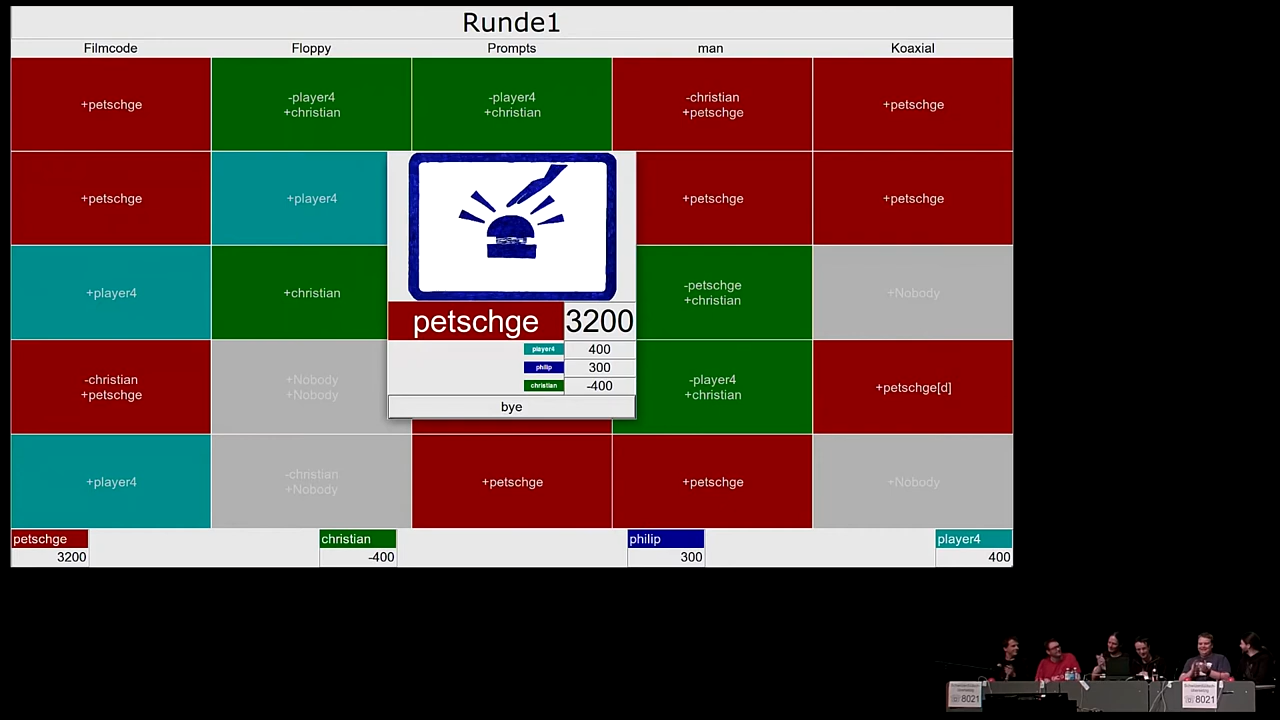 Runde1
Filmcode Floppy Prompts man Koaxial
+petschge
-player4
+christian
-player4
+christian
-christian
+petschge
+petschge
+petschge
+player4
+petschge
+petschge
+player4
+christian
-petschge
+christian
+Nobody
-christian
+petschge
+Nobody
+Nobody
-player4
+christian
+petschge[d]
+player4
-christian
+Nobody
+petschge
+petschge
+Nobody
petschge 3200
player4 400
philip 300
christian -400
bye
petschge christian philip player4
3200 -400 300 400
8021
8021